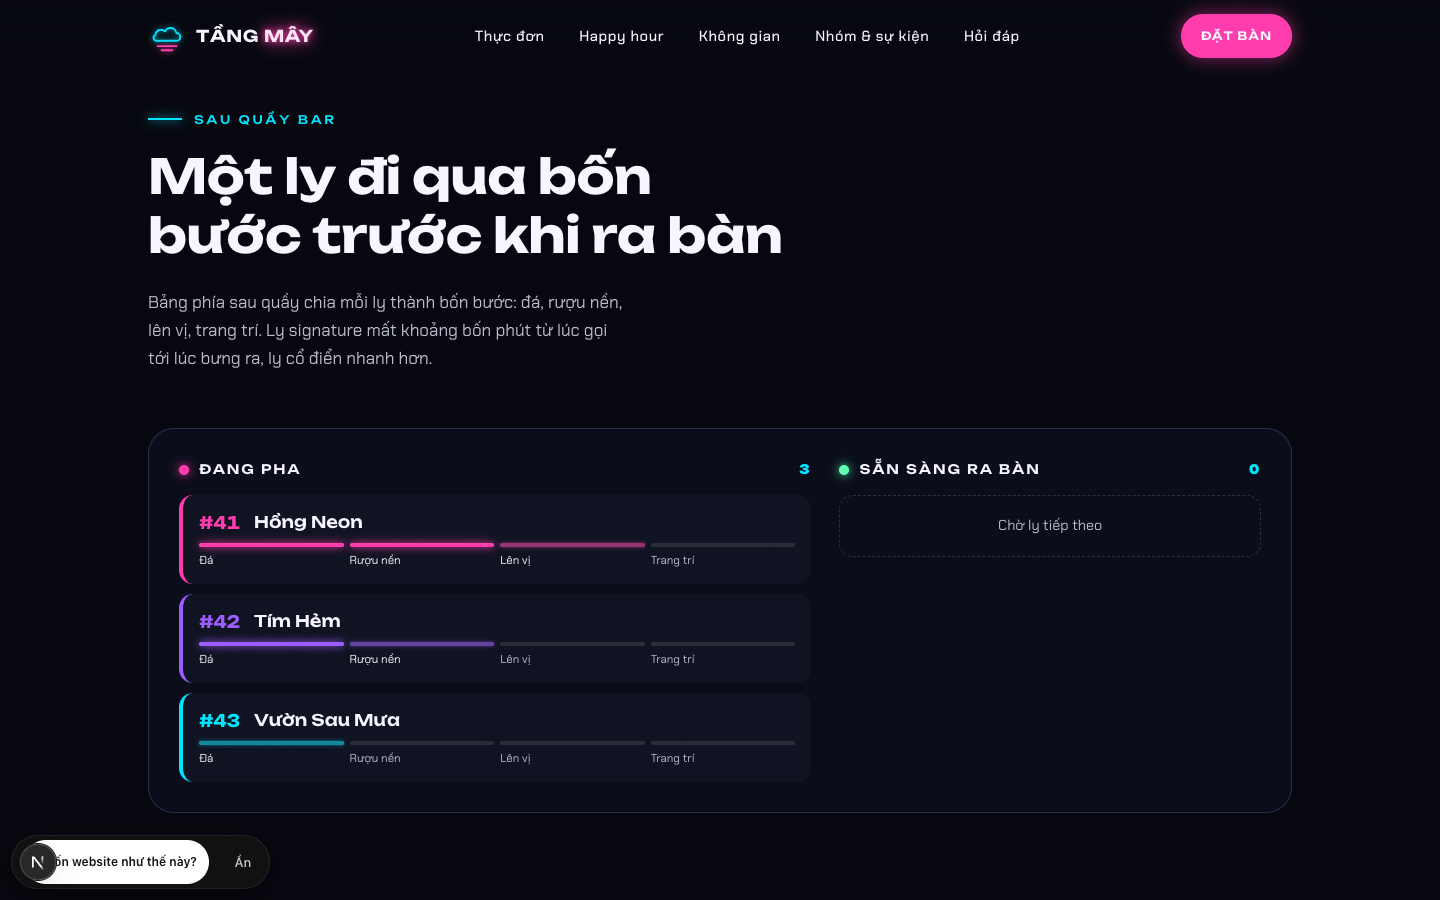 TẦNG MÂY
Thực đơn
Happy hour
Không gian
Nhóm & sự kiện
Hỏi đáp
ĐẶT BÀN
SAU QUẦY BAR
Một ly đi qua bốn
bước trước khi ra bàn
Bảng phía sau quầy chia mỗi ly thành bốn bước: đá, rượu nền,
lên vị, trang trí. Ly signature mất khoảng bốn phút từ lúc gọi
tới lúc bưng ra, ly cổ điển nhanh hơn.
ĐANG PHA
3
#41 Hồng Neon
Đá
Rượu nền
Lên vị
Trang trí
#42 Tím Hẻm
Đá
Rượu nền
Lên vị
Trang trí
#43 Vườn Sau Mưa
Đá
Rượu nền
Lên vị
Trang trí
SẴN SÀNG RA BÀN
0
Chờ ly tiếp theo
N
website như thế này?
Ẩn